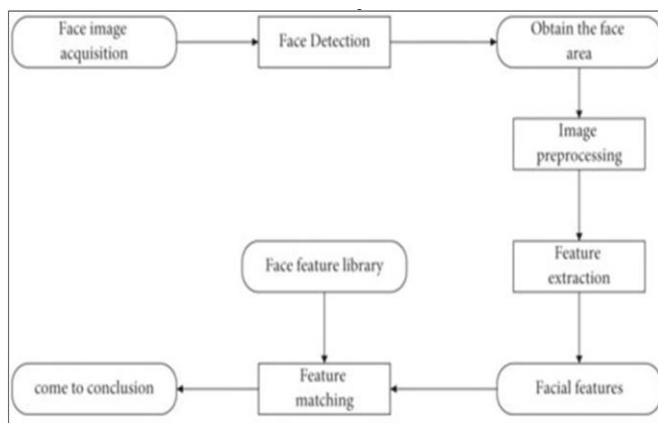 Face image
acquisition
Face Detection
Obtain the face
area
Image
preprocessing
Feature
extraction
Face feature library
come to conclusion
Feature
matching
Facial features